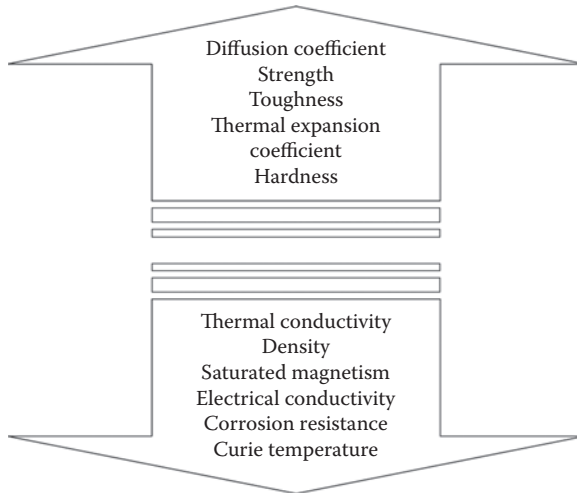 Diffusion coefficient
Strength
Toughness
Thermal expansion
coefficient
Hardness
Thermal conductivity
Density
Saturated magnetism
Electrical conductivity
Corrosion resistance
Curie temperature